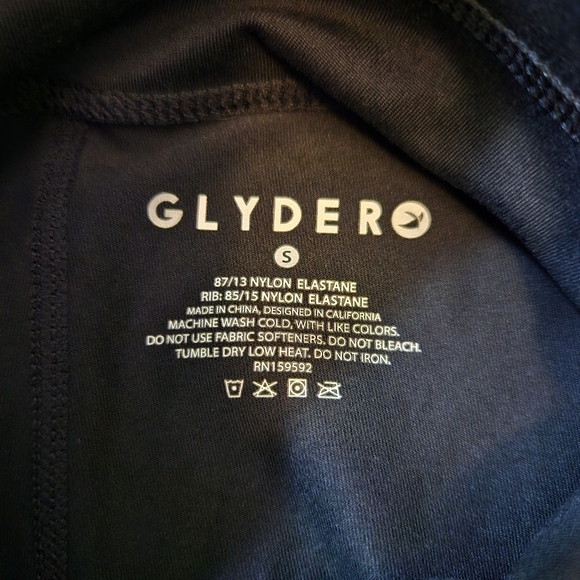 GLYDER
S
87/13 NYLON ELASTANE
RIB: 85/15 NYLON ELASTANE
MADE IN CHINA, DESIGNED IN CALIFORNIA
MACHINE WASH COLD, WITH LIKE COLORS.
DO NOT USE FABRIC SOFTENERS. DO NOT BLEACH.
TUMBLE DRY LOW HEAT. DO NOT IRON.
RN159592